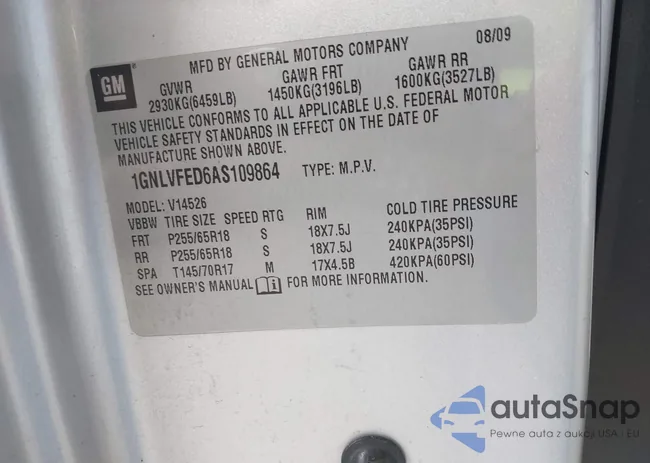 MFD BY GENERAL MOTORS COMPANY 08/09
GM
GVWR GAWR FRT GAWR RR
2930KG(6459LB) 1450KG(3196LB) 1600KG(3527LB)
THIS VEHICLE CONFORMS TO ALL APPLICABLE U.S. FEDERAL MOTOR
VEHICLE SAFETY STANDARDS IN EFFECT ON THE DATE OF
MANUFACTURE SHOWN ABOVE.
1GNLVFED6AS109864 TYPE: M.P.V.
MODEL: V14526
VBBW TIRE SIZE SPEED RTG RIM COLD TIRE PRESSURE
FRT P255/65R18 S 18X7.5J 240KPA(35PSI)
RR P255/65R18 S 18X7.5J 240KPA(35PSI)
SPA T145/70R17 M 17X4.5B 420KPA(60PSI)
SEE OWNER'S MANUAL FOR MORE INFORMATION.
autaSnap
Pewne auta z aukcji USA - EU